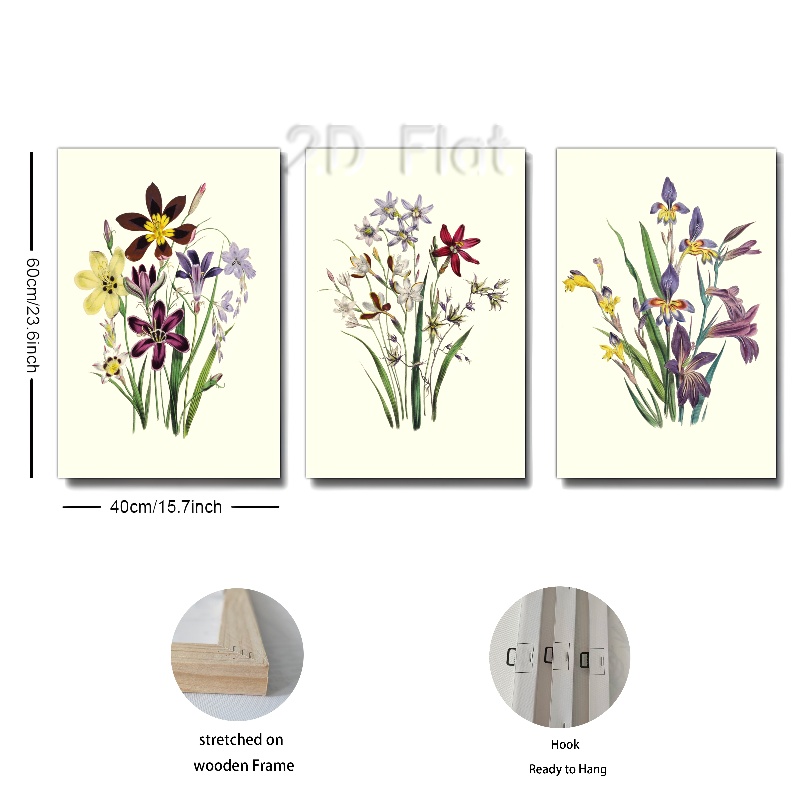 2D Flat
60cm/23.6inch
40cm/15.7inch
stretched on
wooden Frame
Hook
Ready to Hang